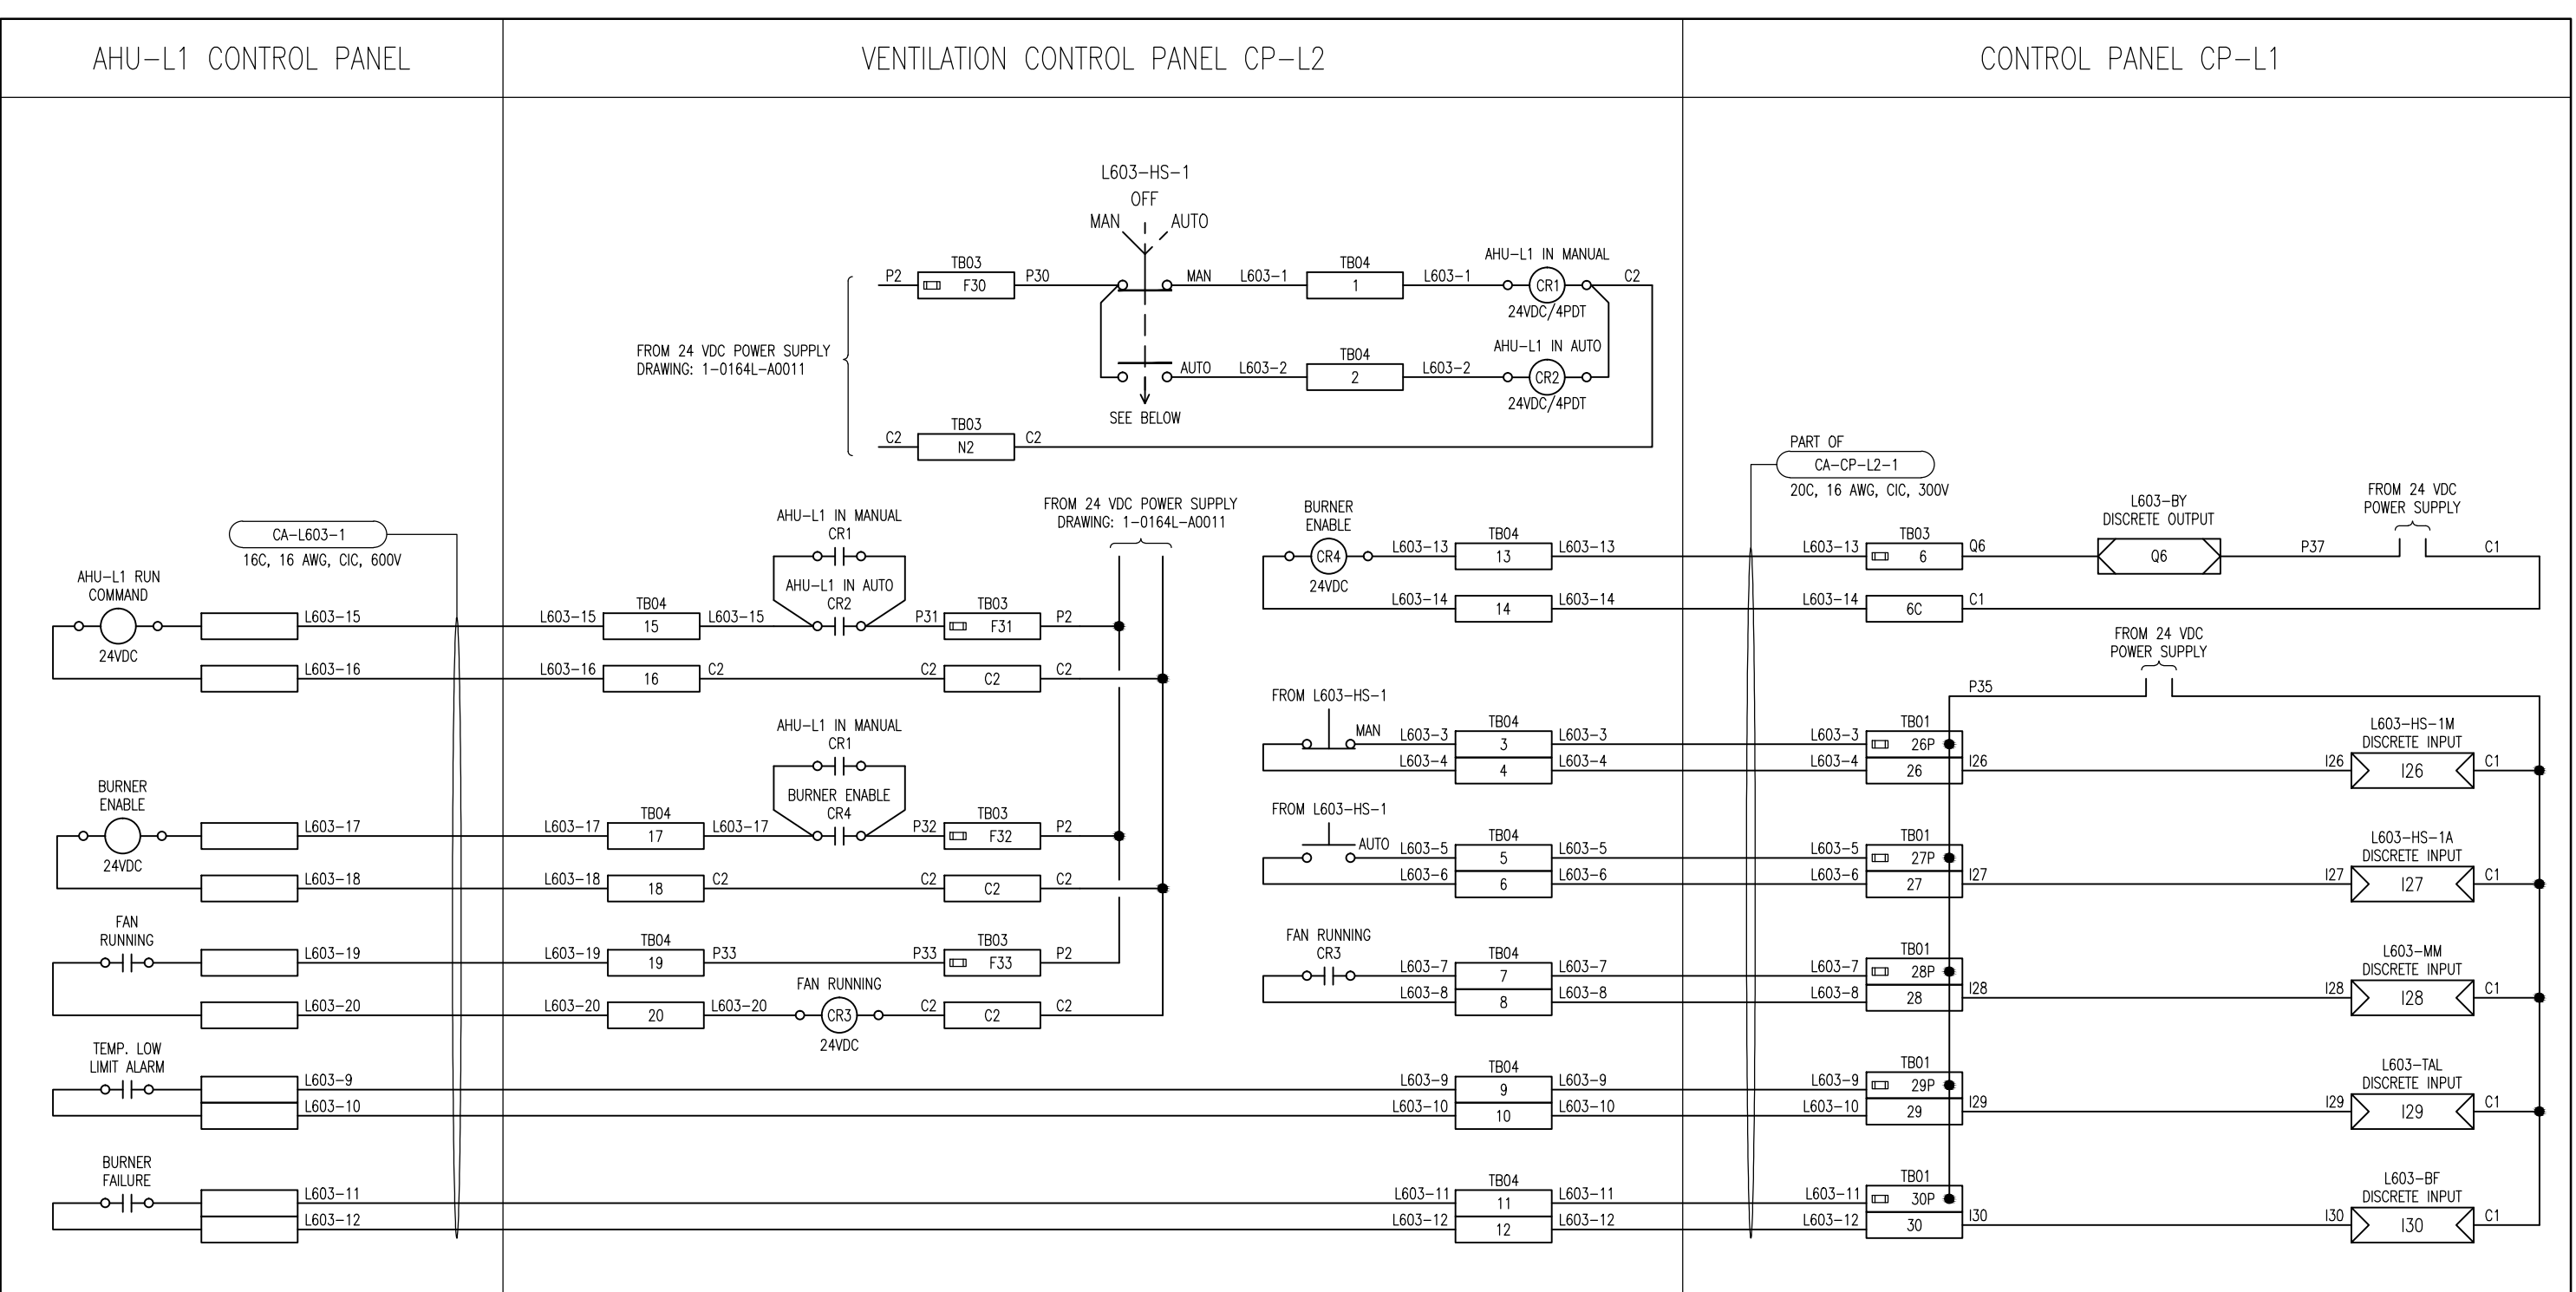 AHU-L1 CONTROL PANEL
VENTILATION CONTROL PANEL CP-L2
CONTROL PANEL CP-L1
L603-HS-1
OFF
MAN AUTO
FROM 24 VDC POWER SUPPLY
DRAWING: 1-0164L-A0011
P2 TB03 F30 P30 MAN L603-1 TB04 1 L603-1 AHU-L1 IN MANUAL CR1 24VDC/4PDT C2
AUTO L603-2 TB04 2 L603-2 AHU-L1 IN AUTO CR2 24VDC/4PDT
SEE BELOW
C2 TB03 N2 C2
CA-L603-1
16C, 16 AWG, CIC, 600V
FROM 24 VDC POWER SUPPLY
DRAWING: 1-0164L-A0011
AHU-L1 RUN
COMMAND
24VDC
L603-15 L603-15 TB04 15 L603-15
AHU-L1 IN MANUAL
CR1
AHU-L1 IN AUTO
CR2
P31 TB03 F31 P2
L603-16 L603-16 16 C2 C2 C2 C2
BURNER
ENABLE
24VDC
L603-17 L603-17 TB04 17 L603-17
AHU-L1 IN MANUAL
CR1
BURNER ENABLE
CR4
P32 TB03 F32 P2
L603-18 L603-18 18 C2 C2 C2 C2
FAN
RUNNING
L603-19 L603-19 TB04 19 P33 P33 TB03 F33 P2
L603-20 L603-20 20 L603-20
FAN RUNNING
CR3
24VDC
C2 C2 C2
TEMP. LOW
LIMIT ALARM
L603-9
L603-10
BURNER
FAILURE
L603-11
L603-12
PART OF
CA-CP-L2-1
20C, 16 AWG, CIC, 300V
BURNER
ENABLE
CR4
24VDC
L603-13 TB04 13 L603-13 L603-13 TB03 6 Q6
L603-BY
DISCRETE OUTPUT
Q6
P37
FROM 24 VDC
POWER SUPPLY
C1
L603-14 14 L603-14 L603-14 6C C1
FROM 24 VDC
POWER SUPPLY
P35
FROM L603-HS-1
MAN
L603-3 TB04 3 L603-3 L603-3 TB01 26P
L603-4 4 L603-4 L603-4 26 I26 I26
L603-HS-1M
DISCRETE INPUT
I26 C1
FROM L603-HS-1
AUTO
L603-5 TB04 5 L603-5 L603-5 TB01 27P
L603-6 6 L603-6 L603-6 27 I27 I27
L603-HS-1A
DISCRETE INPUT
I27 C1
FAN RUNNING
CR3
L603-7 TB04 7 L603-7 L603-7 TB01 28P
L603-8 8 L603-8 L603-8 28 I28 I28
L603-MM
DISCRETE INPUT
I28 C1
L603-9 TB04 9 L603-9 L603-9 TB01 29P
L603-10 10 L603-10 L603-10 29 I29 I29
L603-TAL
DISCRETE INPUT
I29 C1
L603-11 TB04 11 L603-11 L603-11 TB01 30P
L603-12 12 L603-12 L603-12 30 I30 I30
L603-BF
DISCRETE INPUT
I30 C1